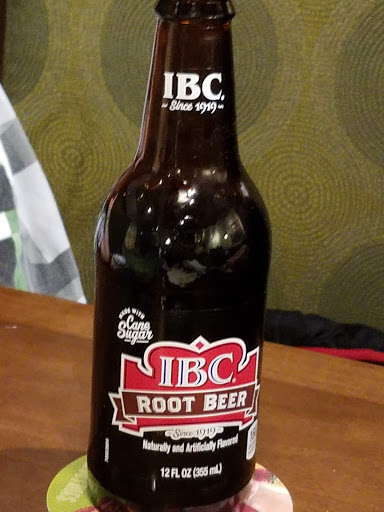 IBC.
Since 1919
MADE WITH
Cane
Sugar
IBC.
ROOT BEER
Since 1919
Naturally and Artificially Flavored
12 FL OZ (355 mL)